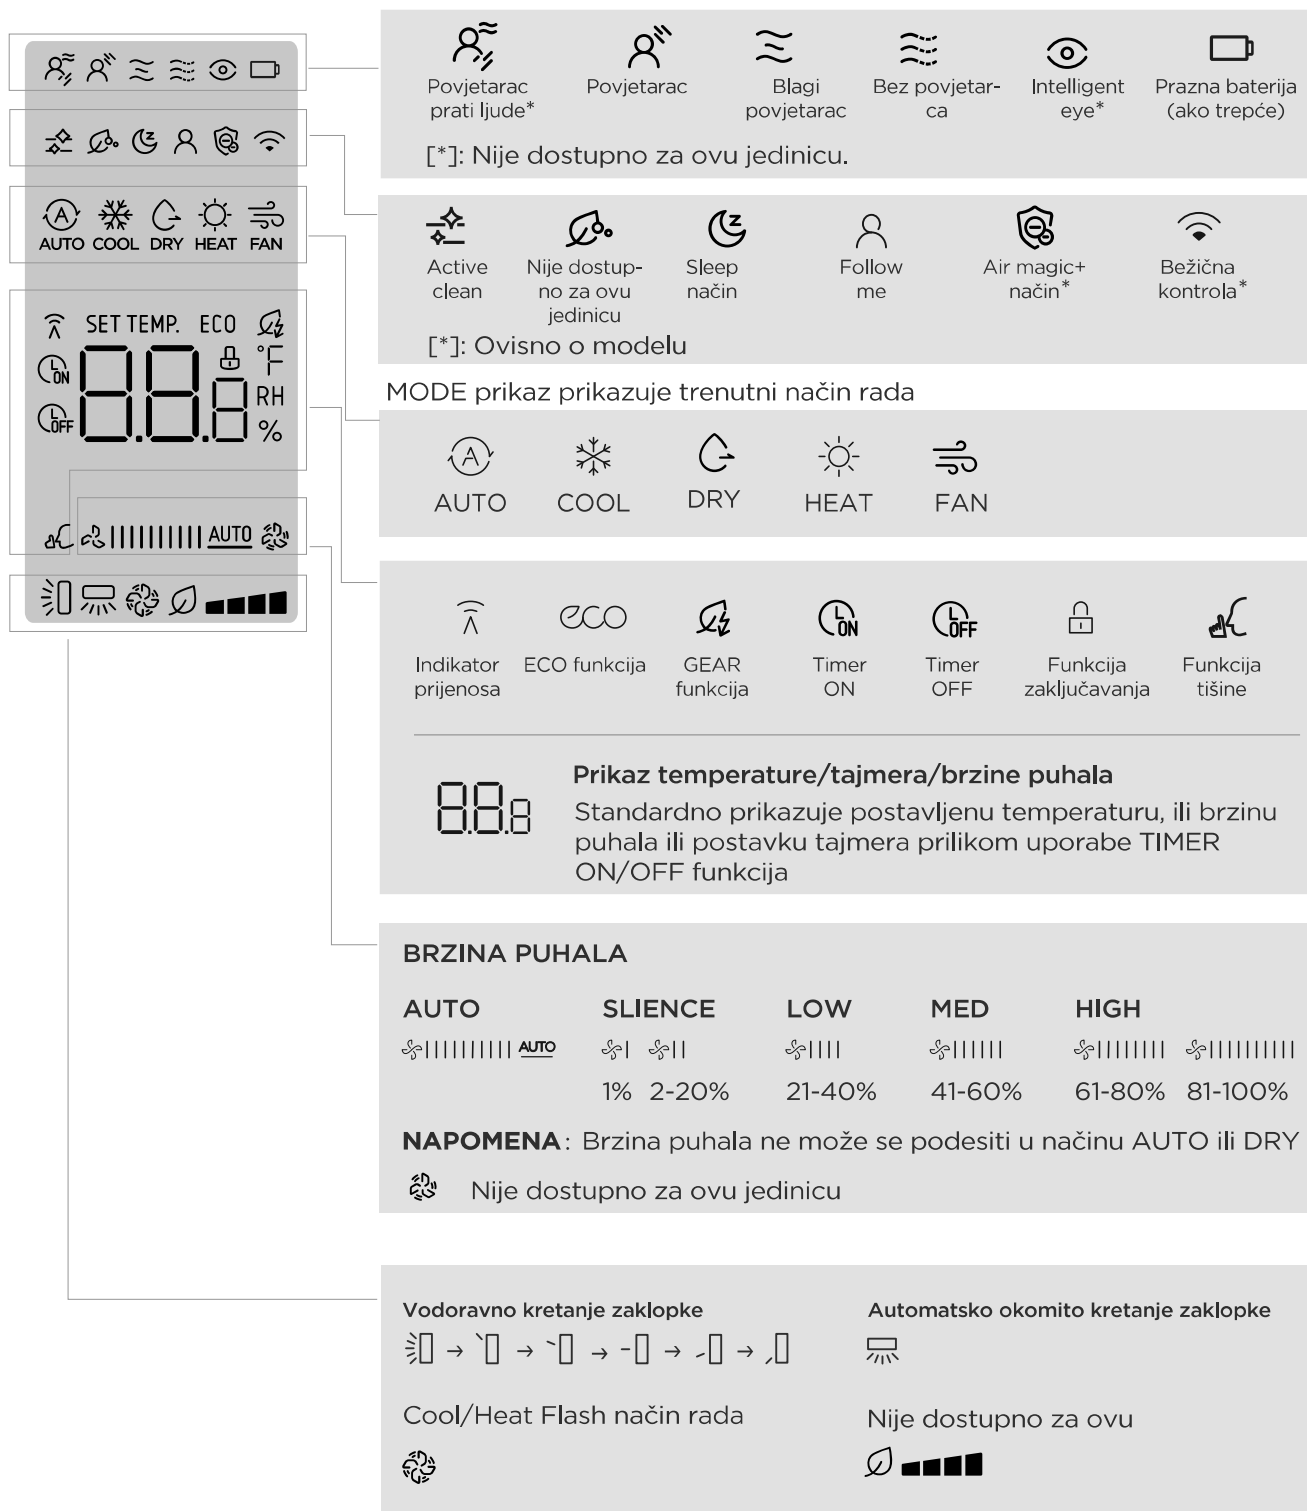 AUTO COOL DRY HEAT FAN
SET TEMP. ECO
ON
°F
RH
OFF
%
AUTO
Povjetarac
prati ljude*
Povjetarac
Blagi
povjetarac
Bez povjetar-
ca
Intelligent
eye*
Prazna baterija
(ako trepće)
[*]: Nije dostupno za ovu jedinicu.
Active
clean
Nije dostup-
no za ovu
jedinicu
Sleep
način
Follow
me
Air magic+
način*
Bežična
kontrola*
[*]: Ovisno o modelu
MODE prikaz prikazuje trenutni način rada
A
AUTO
COOL
DRY
HEAT
FAN
eco
ON
OFF
Indikator
prijenosa
ECO funkcija
GEAR
funkcija
Timer
ON
Timer
OFF
Funkcija
zaključavanja
Funkcija
tišine
88.8
Prikaz temperature/tajmera/brzine puhala
Standardno prikazuje postavljenu temperaturu, ili brzinu
puhala ili postavku tajmera prilikom uporabe TIMER
ON/OFF funkcija
BRZINA PUHALA
AUTO SLIENCE LOW MED HIGH
AUTO
1% 2-20% 21-40% 41-60% 61-80% 81-100%
NAPOMENA: Brzina puhala ne može se podesiti u načinu AUTO ili DRY
Nije dostupno za ovu jedinicu
Vodoravno kretanje zaklopke
Automatsko okomito kretanje zaklopke
Cool/Heat Flash način rada
Nije dostupno za ovu